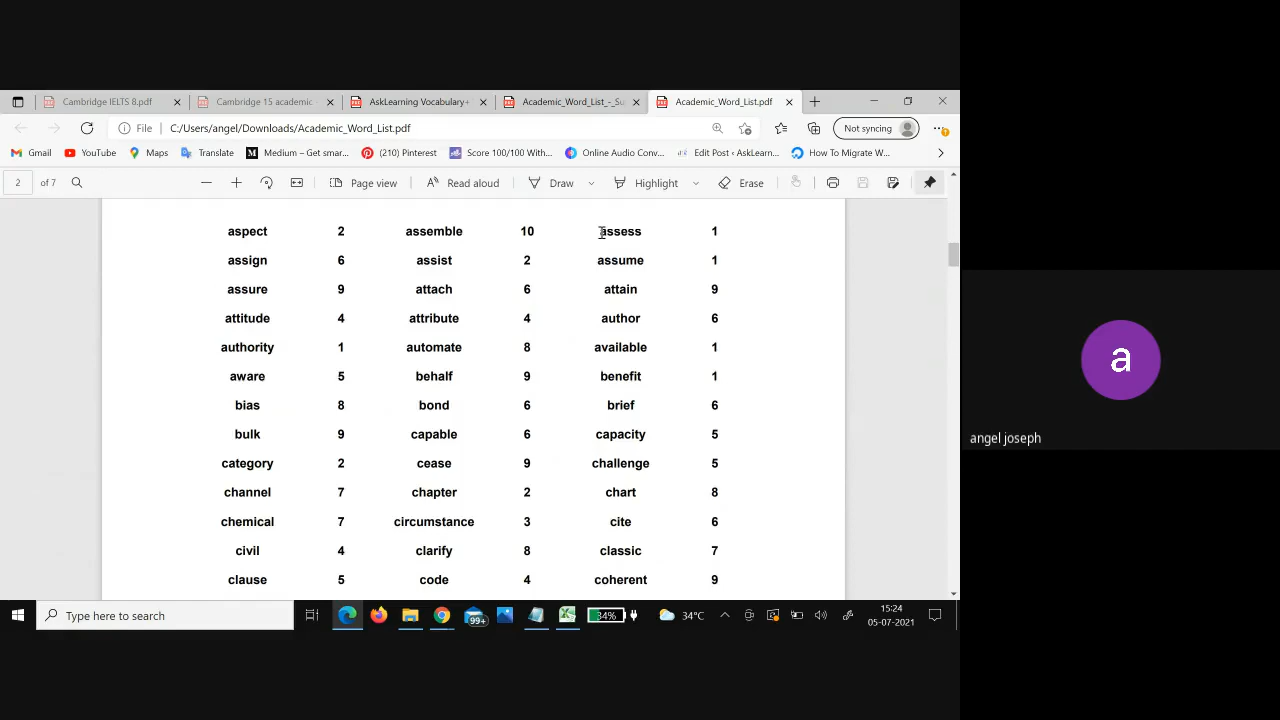 Cambridge IELTS 8.pdf
Cambridge 15 academic
AskLearning Vocabulary+
Academic_Word_List_-_Su
Academic_Word_List.pdf
File C:/Users/angel/Downloads/Academic_Word_List.pdf Not syncing
Gmail YouTube Maps Translate Medium – Get smar... (210) Pinterest Score 100/100 With... Online Audio Conv... Edit Post ‹ AskLearn... How To Migrate W...
2 of 7 Page view Read aloud Draw Highlight Erase
aspect 2 assemble 10 assess 1
assign 6 assist 2 assume 1
assure 9 attach 6 attain 9
attitude 4 attribute 4 author 6
authority 1 automate 8 available 1
aware 5 behalf 9 benefit 1
bias 8 bond 6 brief 6
bulk 9 capable 6 capacity 5
category 2 cease 9 challenge 5
channel 7 chapter 2 chart 8
chemical 7 circumstance 3 cite 6
civil 4 clarify 8 classic 7
clause 5 code 4 coherent 9
Type here to search 99+ 34% 34°C 15:24
05-07-2021
a
angel joseph